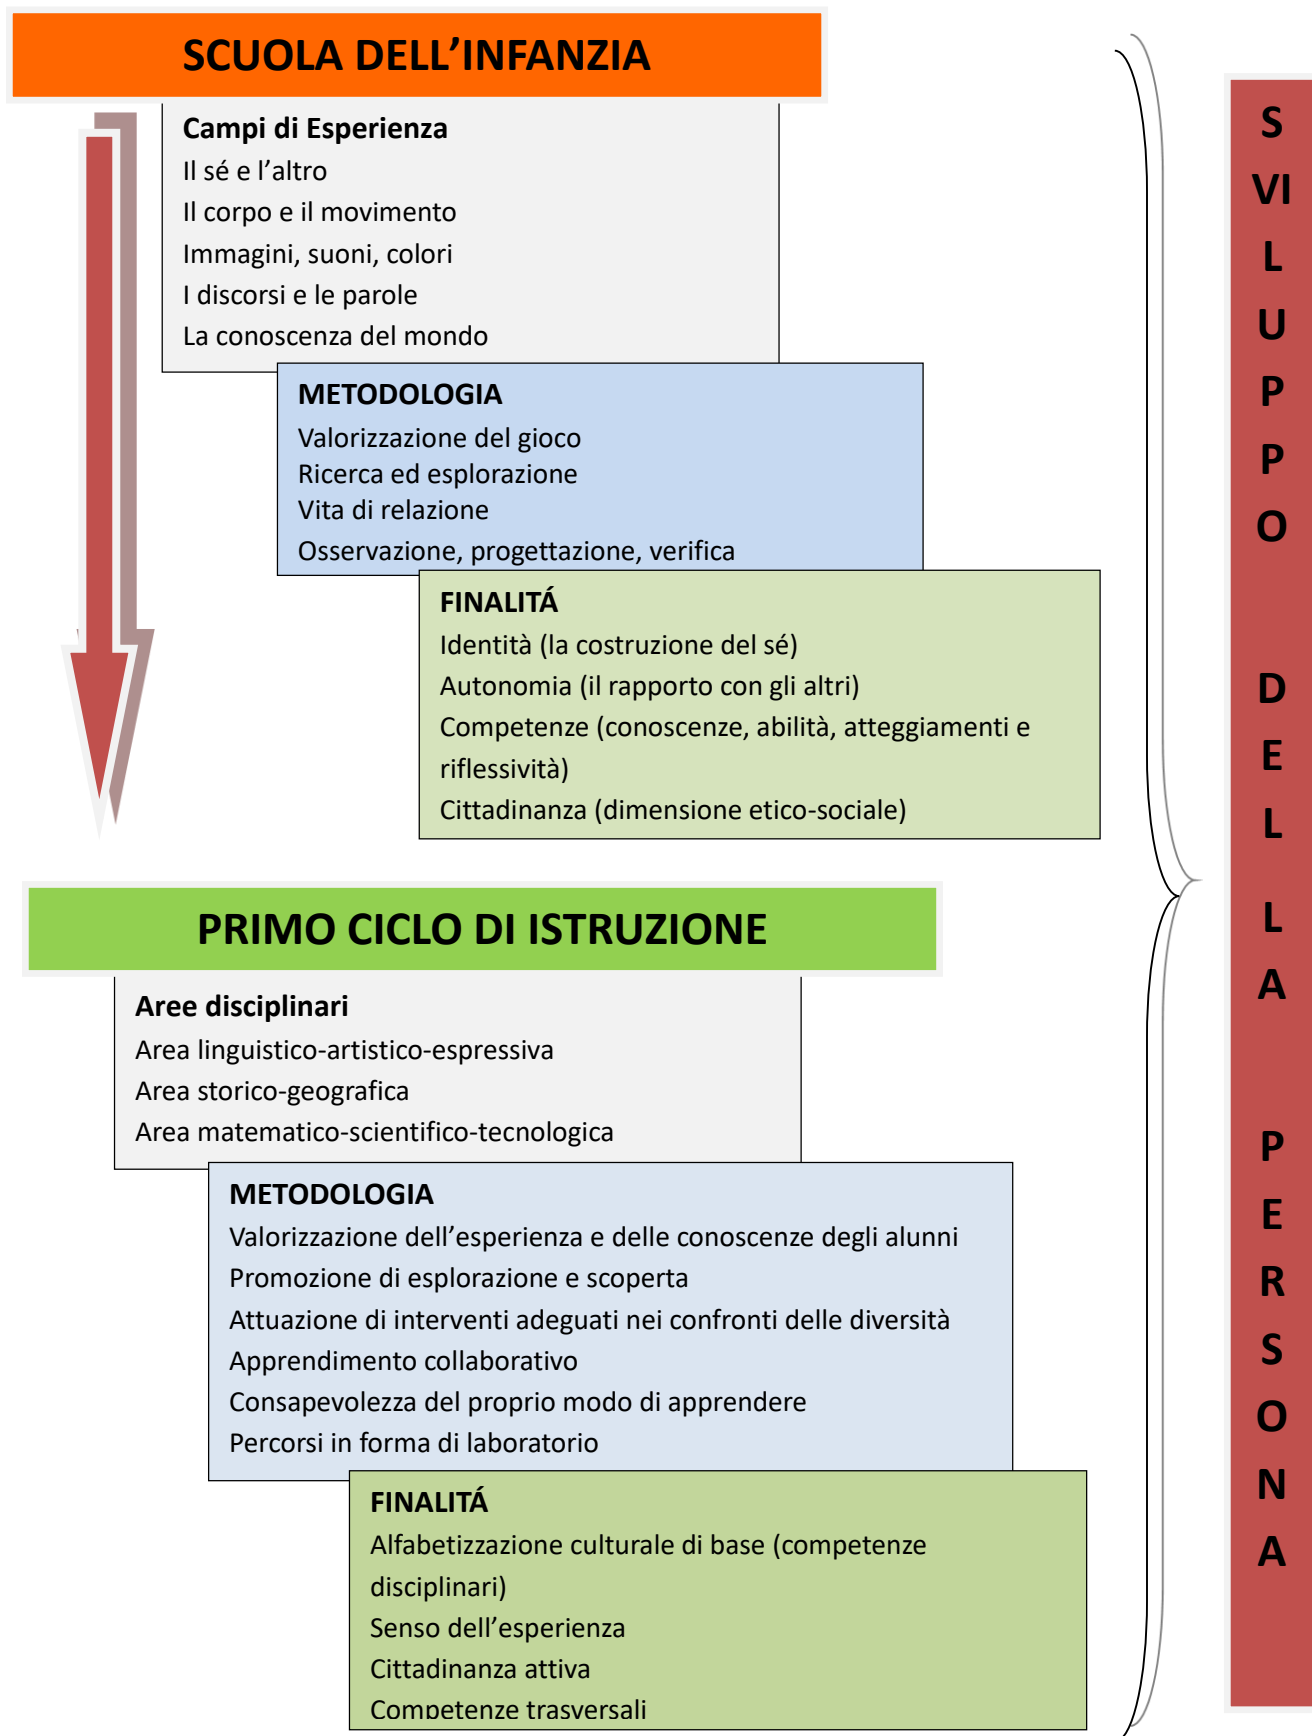 SCUOLA DELL’INFANZIA
Campi di Esperienza
Il sé e l’altro
Il corpo e il movimento
Immagini, suoni, colori
I discorsi e le parole
La conoscenza del mondo
METODOLOGIA
Valorizzazione del gioco
Ricerca ed esplorazione
Vita di relazione
Osservazione, progettazione, verifica
FINALITÁ
Identità (la costruzione del sé)
Autonomia (il rapporto con gli altri)
Competenze (conoscenze, abilità, atteggiamenti e
riflessività)
Cittadinanza (dimensione etico-sociale)
PRIMO CICLO DI ISTRUZIONE
Aree disciplinari
Area linguistico-artistico-espressiva
Area storico-geografica
Area matematico-scientifico-tecnologica
METODOLOGIA
Valorizzazione dell’esperienza e delle conoscenze degli alunni
Promozione di esplorazione e scoperta
Attuazione di interventi adeguati nei confronti delle diversità
Apprendimento collaborativo
Consapevolezza del proprio modo di apprendere
Percorsi in forma di laboratorio
FINALITÁ
Alfabetizzazione culturale di base (competenze
disciplinari)
Senso dell’esperienza
Cittadinanza attiva
Competenze trasversali
S
VI
L
U
P
P
O
D
E
L
L
A
P
E
R
S
O
N
A